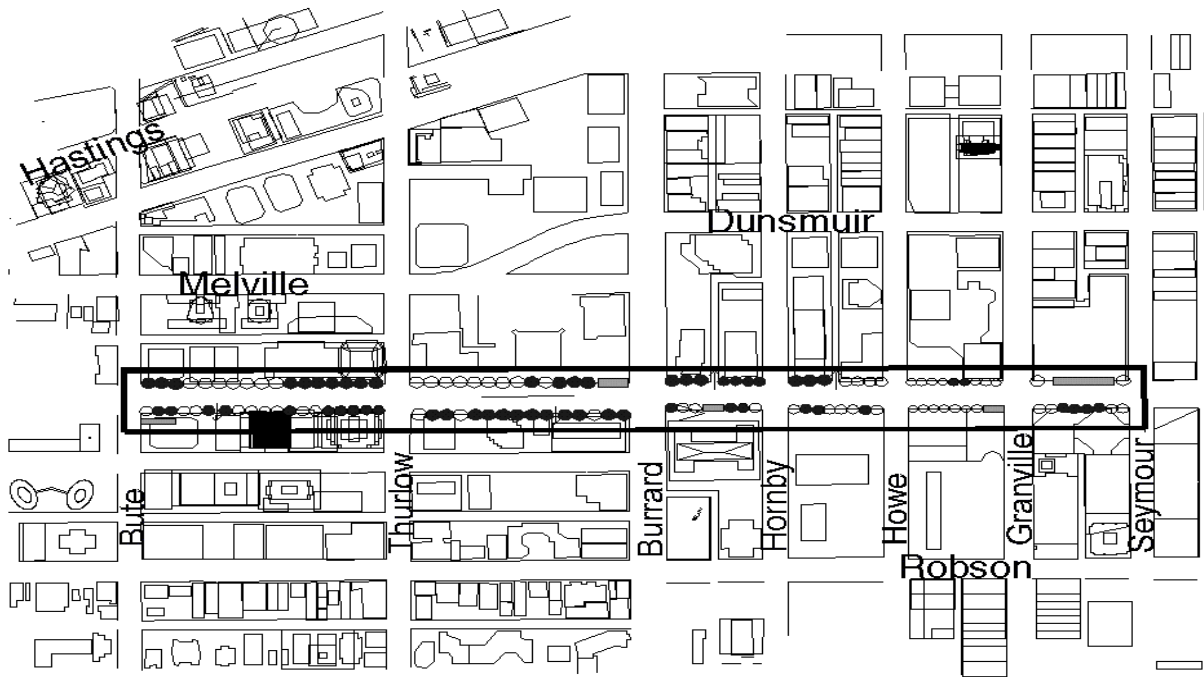 Hastings
Dunsmuir
Melville
Bute
Thurlow
Burrard
Hornby
Howe
Granville
Seymour
Robson